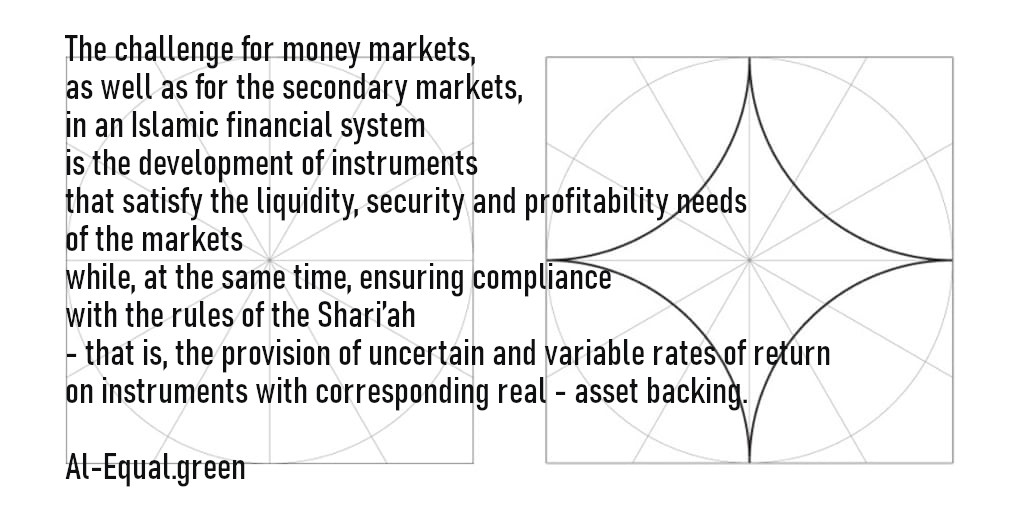 The challenge for money markets,
as well as for the secondary markets,
in an Islamic financial system
is the development of instruments
that satisfy the liquidity, security and profitability needs
of the markets
while, at the same time, ensuring compliance
with the rules of the Shari’ah
- that is, the provision of uncertain and variable rates of return
on instruments with corresponding real - asset backing.
Al-Equal.green